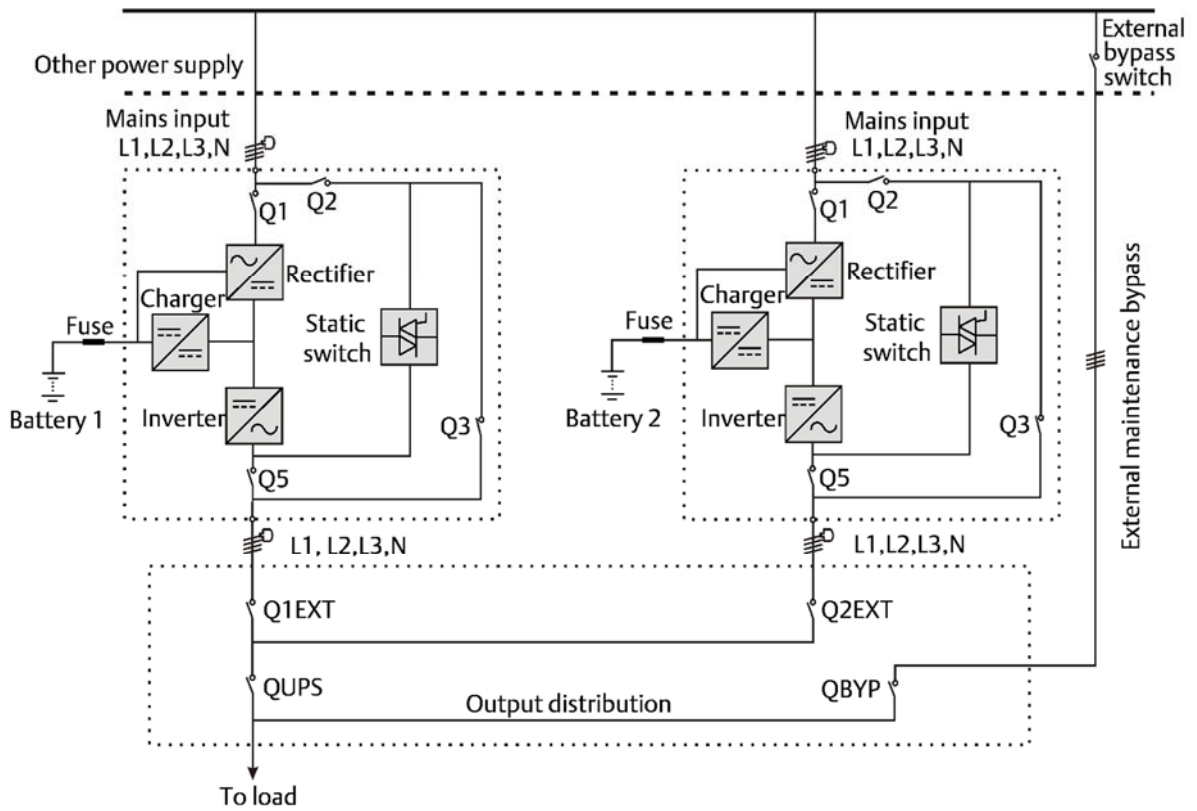 Other power supply
External
bypass
switch
Mains input
L1,L2,L3,N
Mains input
L1,L2,L3,N
Q2
Q1
Rectifier
Charger
Fuse
Static
switch
Battery 1
Inverter
Q3
Q5
L1, L2,L3,N
Q2
Q1
Rectifier
Charger
Fuse
Static
switch
Battery 2
Inverter
Q3
Q5
L1,L2,L3,N
External maintenance bypass
Q1EXT
Q2EXT
QUPS
QBYP
Output distribution
To load